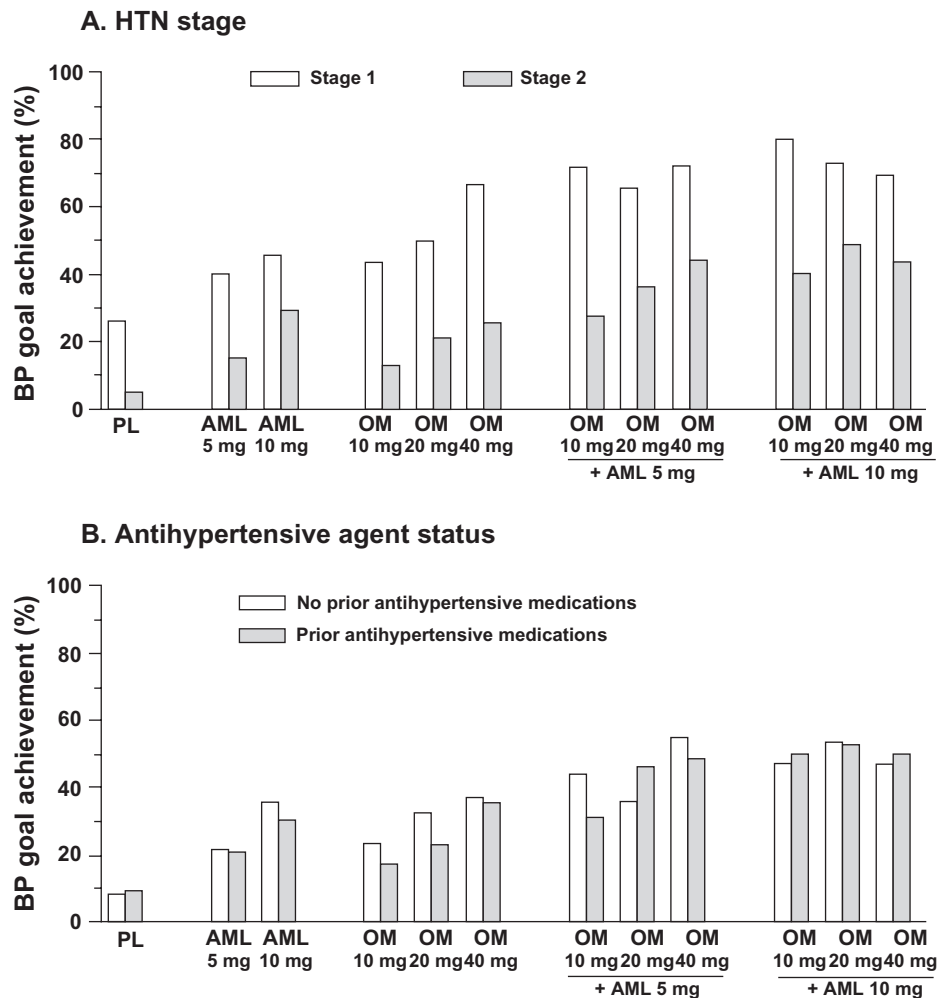 A. HTN stage
BP goal achievement (%)
100
80
60
40
20
0
Stage 1
Stage 2
PL
AML AML
5 mg 10 mg
OM OM OM
10 mg 20 mg 40 mg
OM OM OM
10 mg 20 mg 40 mg
+ AML 5 mg
OM OM OM
10 mg 20 mg 40 mg
+ AML 10 mg
B. Antihypertensive agent status
BP goal achievement (%)
100
80
60
40
20
0
No prior antihypertensive medications
Prior antihypertensive medications
PL
AML AML
5 mg 10 mg
OM OM OM
10 mg 20 mg 40 mg
OM OM OM
10 mg 20 mg 40 mg
+ AML 5 mg
OM OM OM
10 mg 20 mg 40 mg
+ AML 10 mg